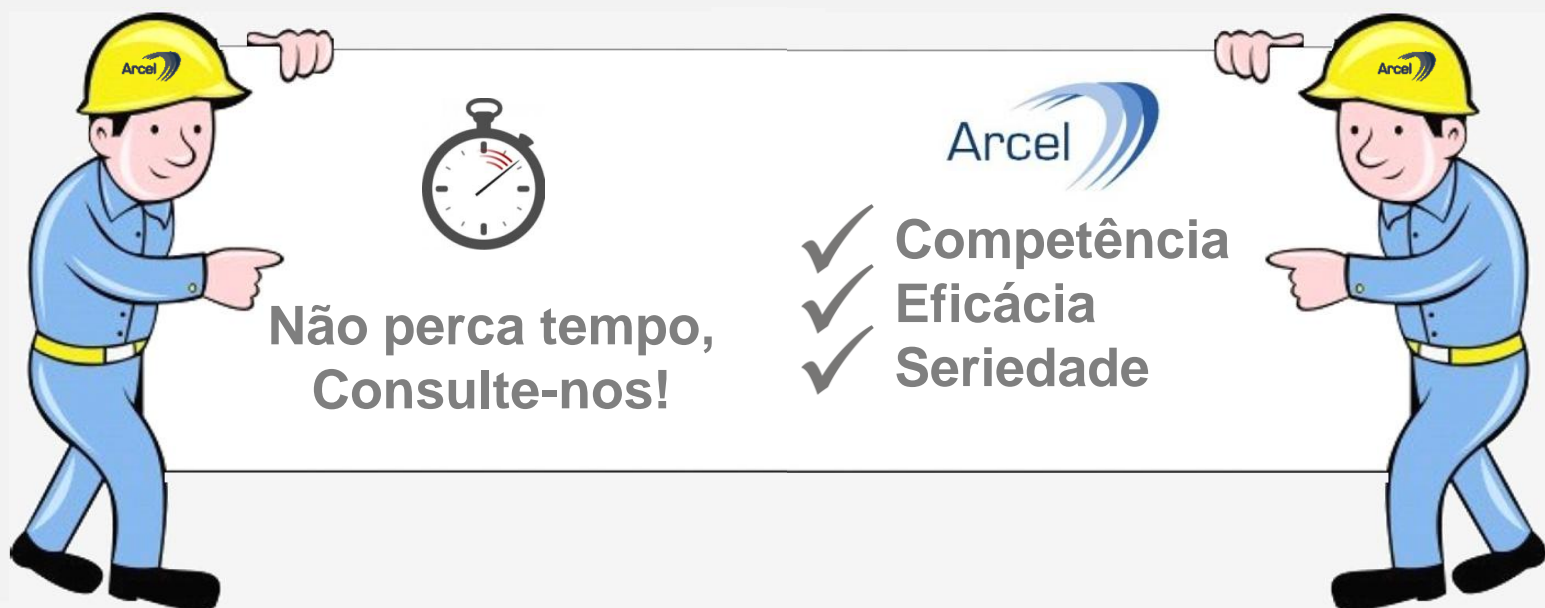 Arcel
Arcel
Arcel
Não perca tempo,
Consulte-nos!
Competência
Eficácia
Seriedade